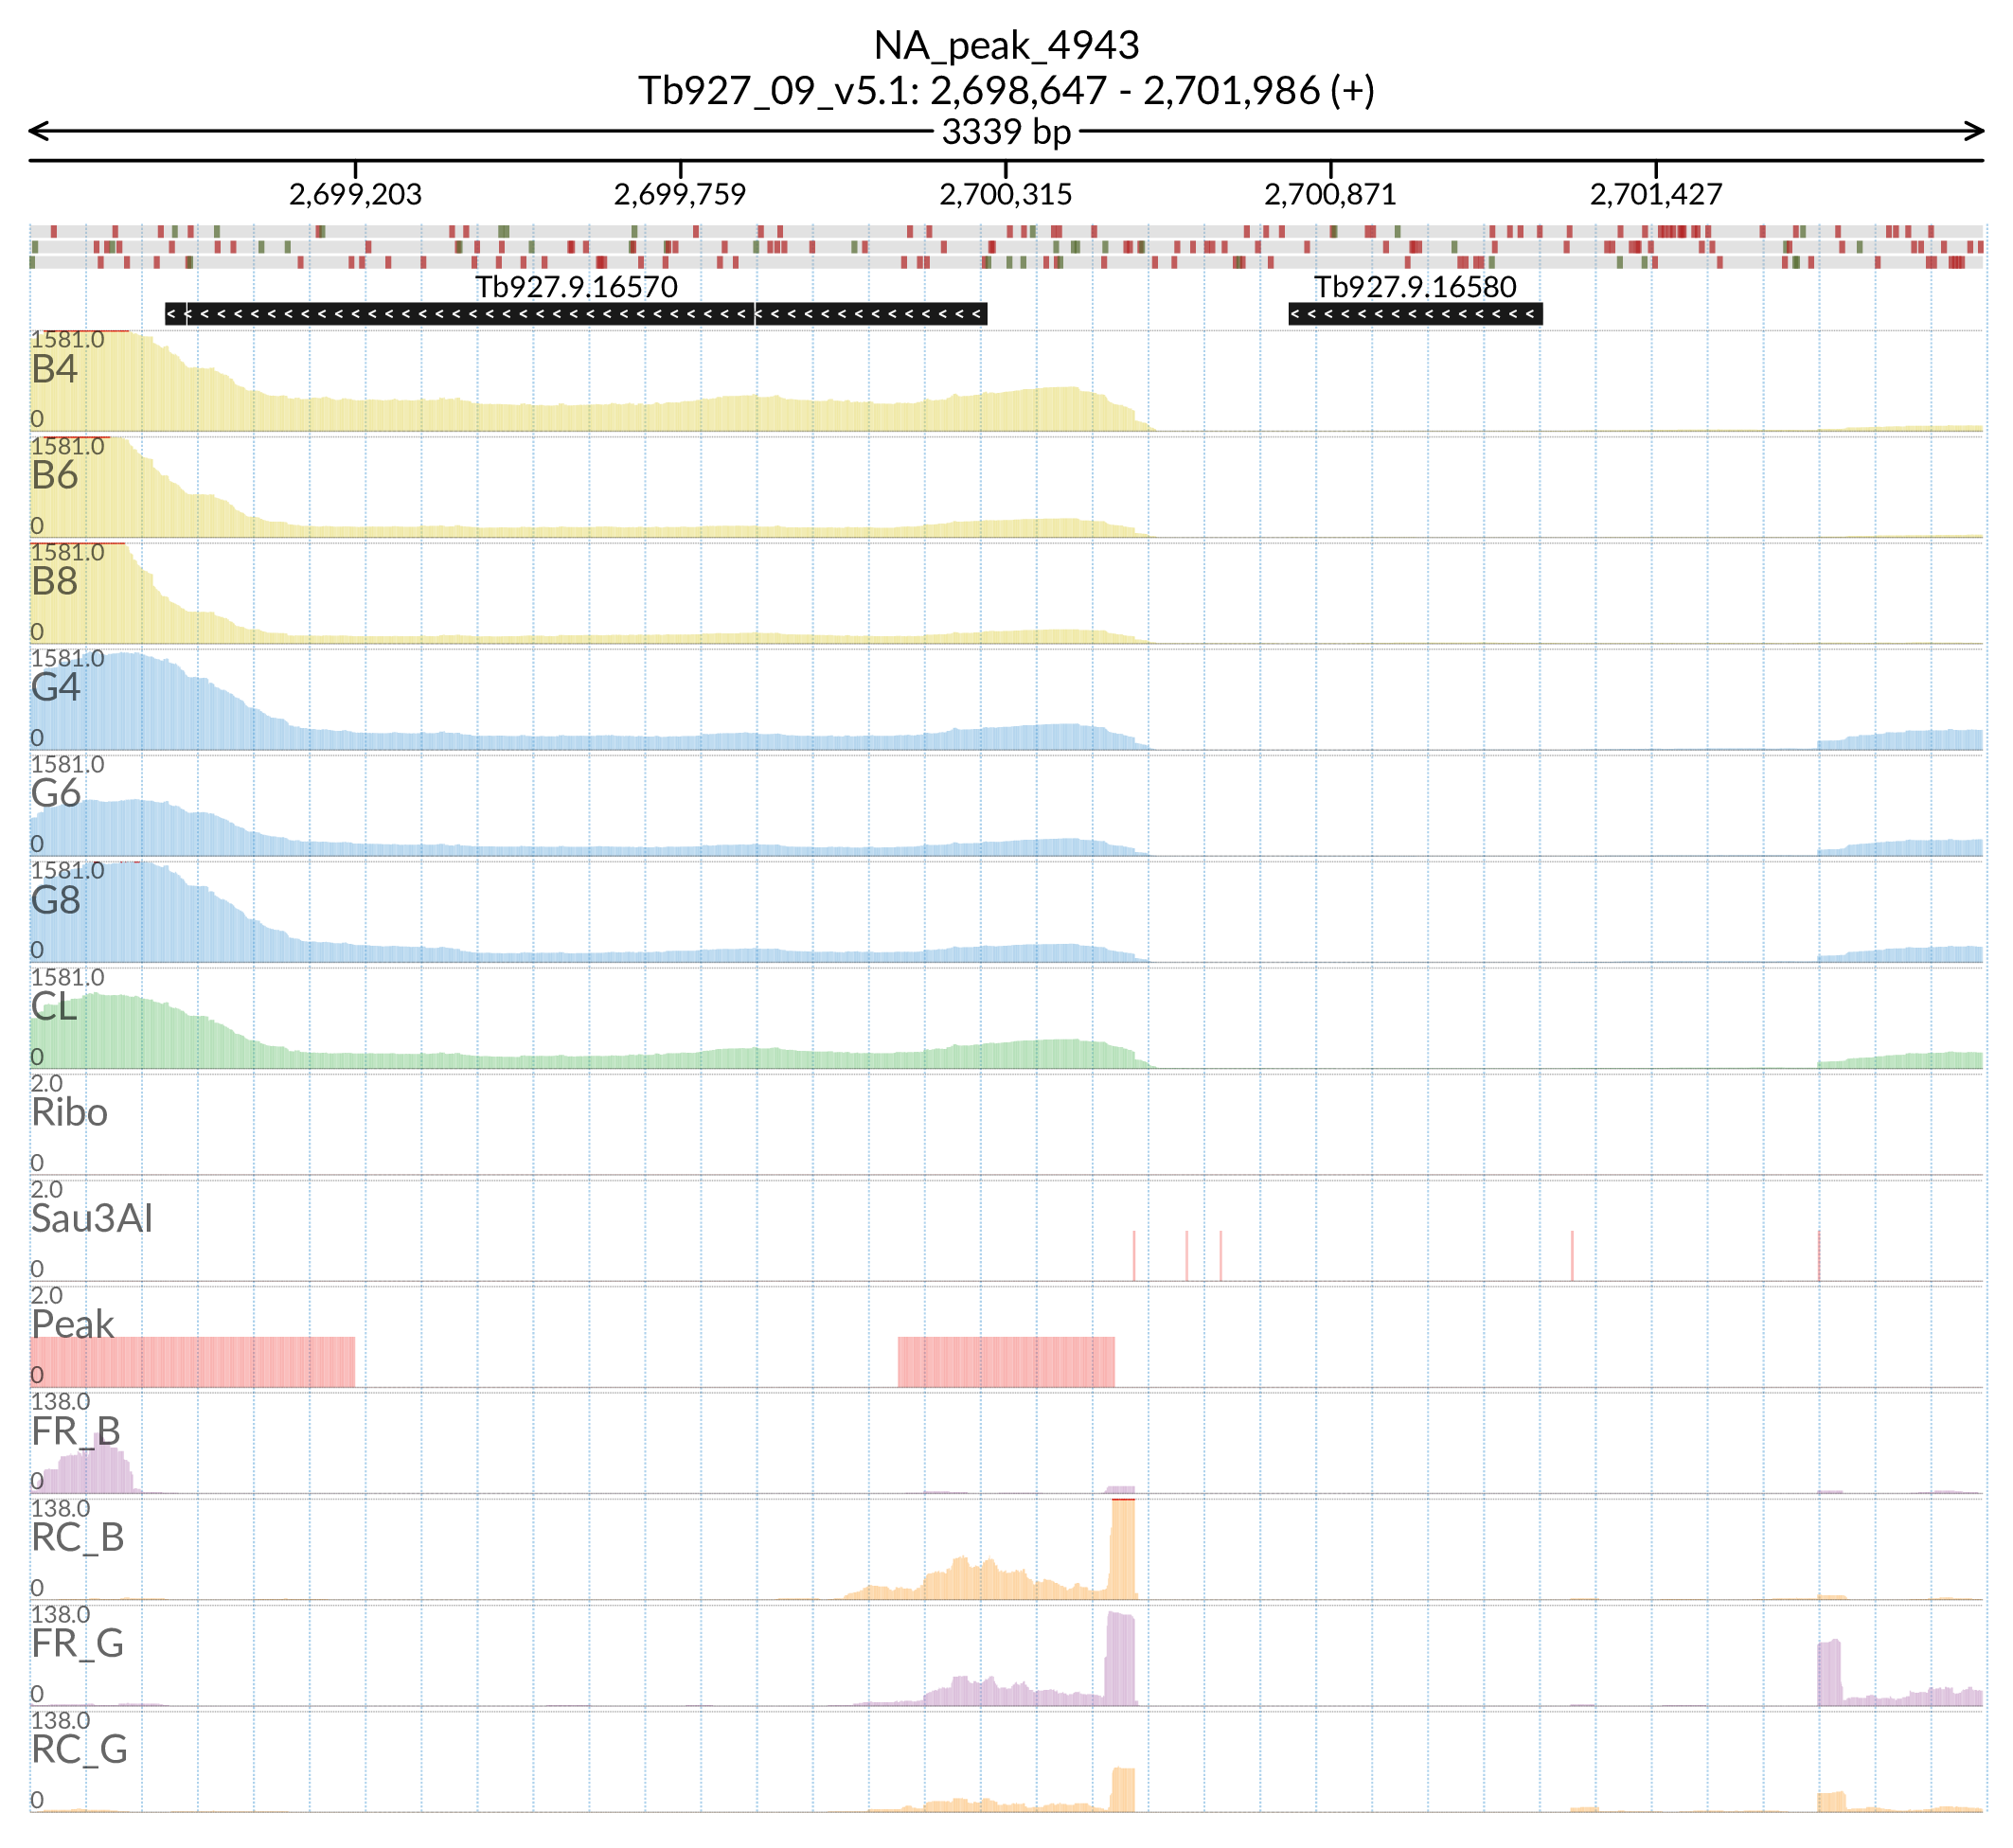 NA_peak_4943
Tb927_09_v5.1: 2,698,647 - 2,701,986 (+)
3339 bp
2,699,203 2,699,759 2,700,315 2,700,871 2,701,427
Tb927.9.16570 Tb927.9.16580
1581.0
B4
0
1581.0
B6
0
1581.0
B8
0
1581.0
G4
0
1581.0
G6
0
1581.0
G8
0
1581.0
CL
0
2.0
Ribo
0
2.0
Sau3AI
0
2.0
Peak
0
138.0
FR_B
0
138.0
RC_B
0
138.0
FR_G
0
138.0
RC_G
0